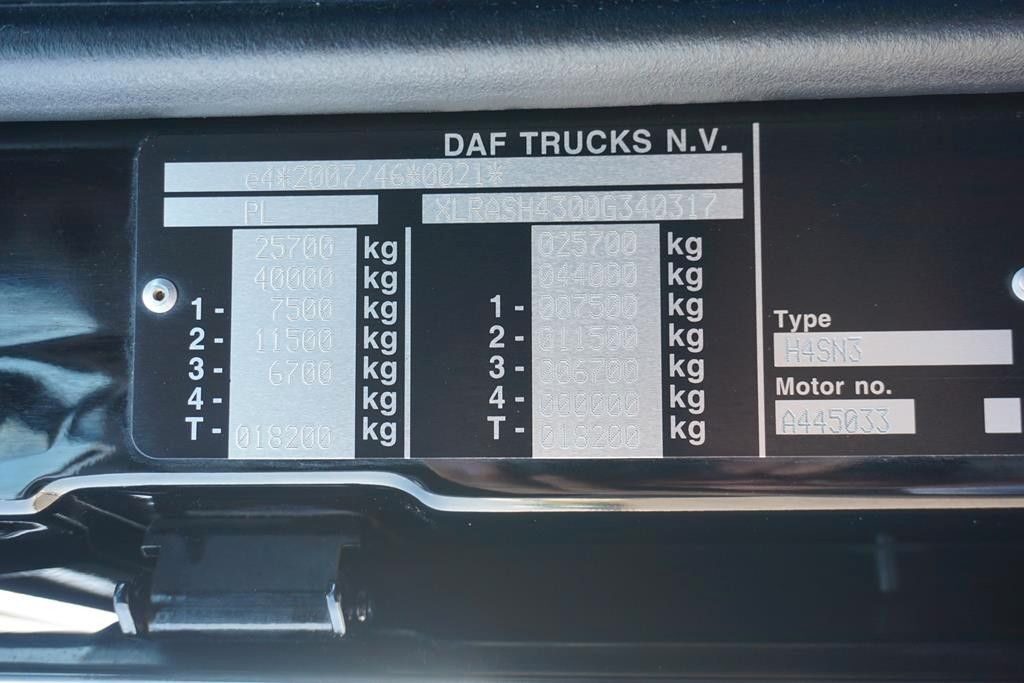 DAF TRUCKS N.V.
e4*2007/46*0021*
PL XLRASH4300G340317
25700 kg 025700 kg
40000 kg 044000 kg
1- 7500 kg 1- 007500 kg
2- 11500 kg 2- 011500 kg
3- 6700 kg 3- 006700 kg
4- kg 4- 000000 kg
T- 018200 kg T- 018200 kg
Type
H4SN3
Motor no.
A445033